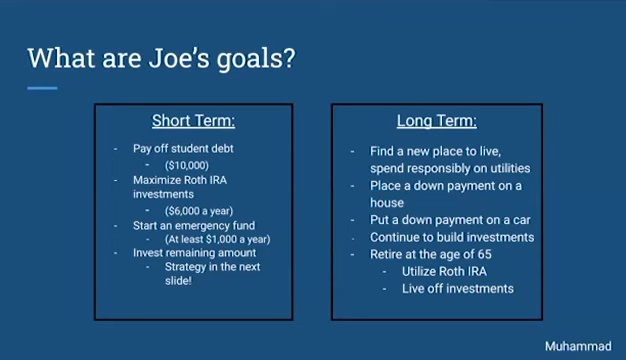 What are Joe's goals?
Short Term:
- Pay off student debt
- ($10,000)
- Maximize Roth IRA
investments
- ($6,000 a year)
- Start an emergency fund
- (At least $1,000 a year)
- Invest remaining amount
- Strategy in the next
slide!
Long Term:
- Find a new place to live,
spend responsibly on utilities
- Place a down payment on a
house
- Put a down payment on a car
- Continue to build investments
- Retire at the age of 65
- Utilize Roth IRA
- Live off investments
Muhammad